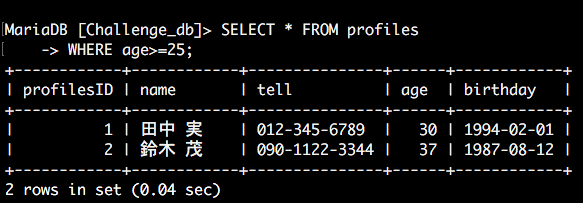 MariaDB [Challenge_db]> SELECT * FROM profiles
    -> WHERE age>=25;
+------------+------------+---------------+------+------------+
| profilesID | name       | tell          | age  | birthday   |
+------------+------------+---------------+------+------------+
|          1 | 田中 実    | 012-345-6789  |   30 | 1994-02-01 |
|          2 | 鈴木 茂    | 090-1122-3344 |   37 | 1987-08-12 |
+------------+------------+---------------+------+------------+
2 rows in set (0.04 sec)